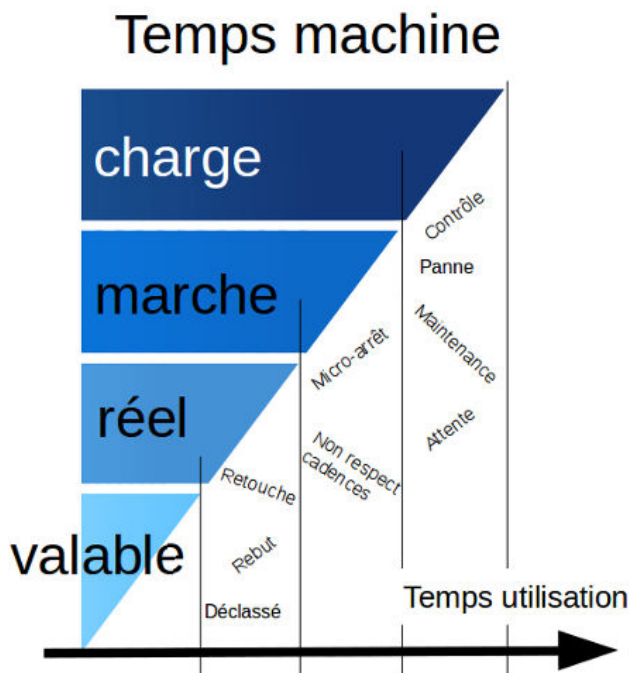 Temps machine
charge
Contrôle
Panne
marche
Maintenance
Micro-arrêt
réel
Attente
Non respect
cadences
Retouche
valable
Rebut
Déclassé
Temps utilisation